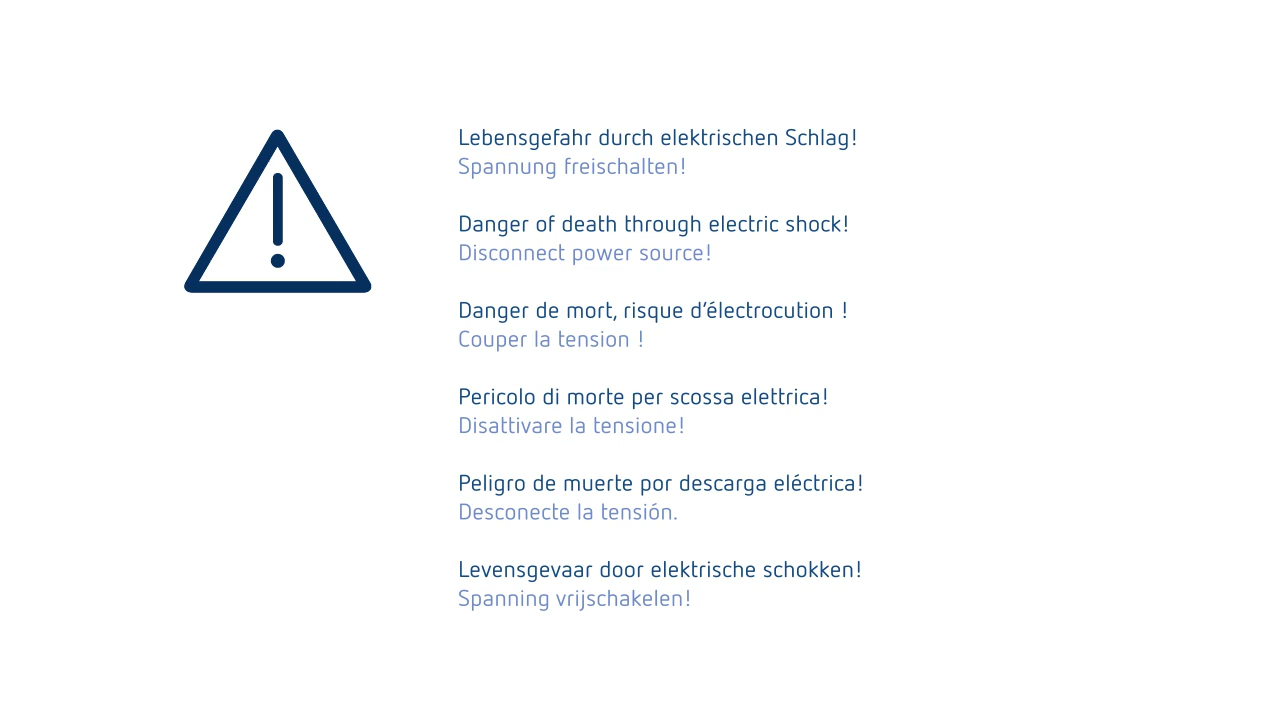 Lebensgefahr durch elektrischen Schlag!
Spannung freischalten!
Danger of death through electric shock!
Disconnect power source!
Danger de mort, risque d‘électrocution !
Couper la tension !
Pericolo di morte per scossa elettrica!
Disattivare la tensione!
Peligro de muerte por descarga eléctrica!
Desconecte la tensión.
Levensgevaar door elektrische schokken!
Spanning vrijschakelen!